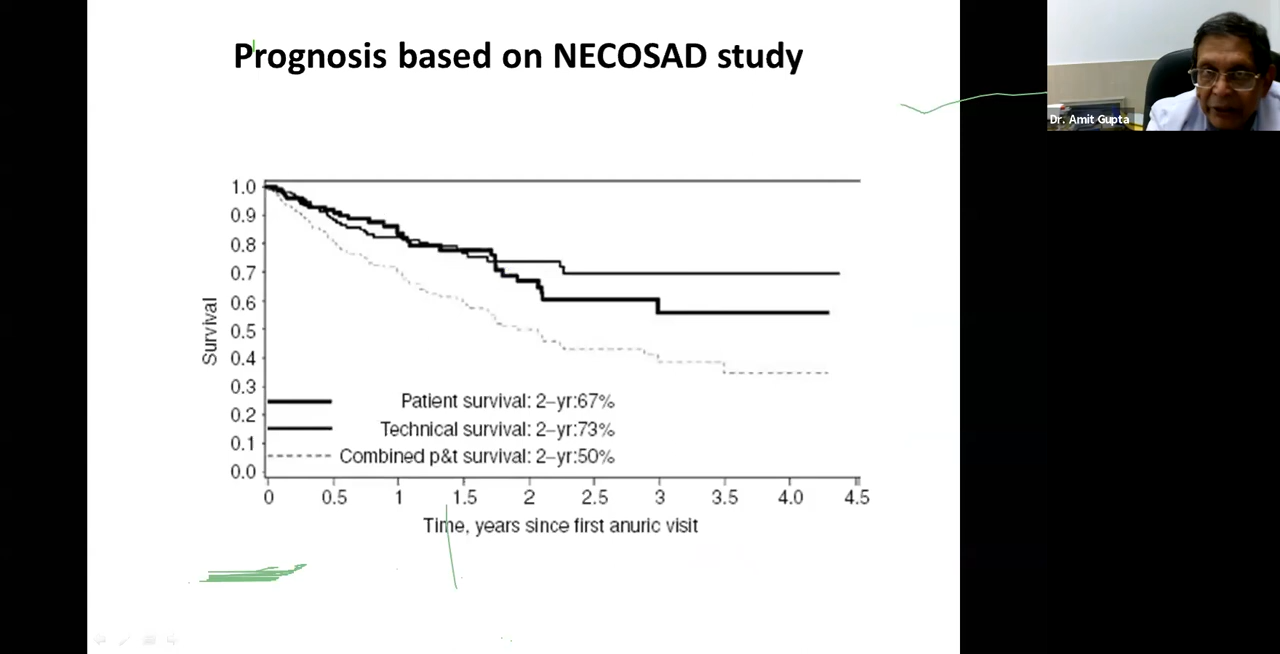 Prognosis based on NECOSAD study
Dr. Amit Gupta
1.0
0.9
0.8
0.7
0.6
0.5
0.4
0.3
0.2
0.1
0.0
Survival
Patient survival: 2-yr:67%
Technical survival: 2-yr:73%
Combined p&t survival: 2-yr:50%
0 0.5 1 1.5 2 2.5 3 3.5 4.0 4.5
Time, years since first anuric visit